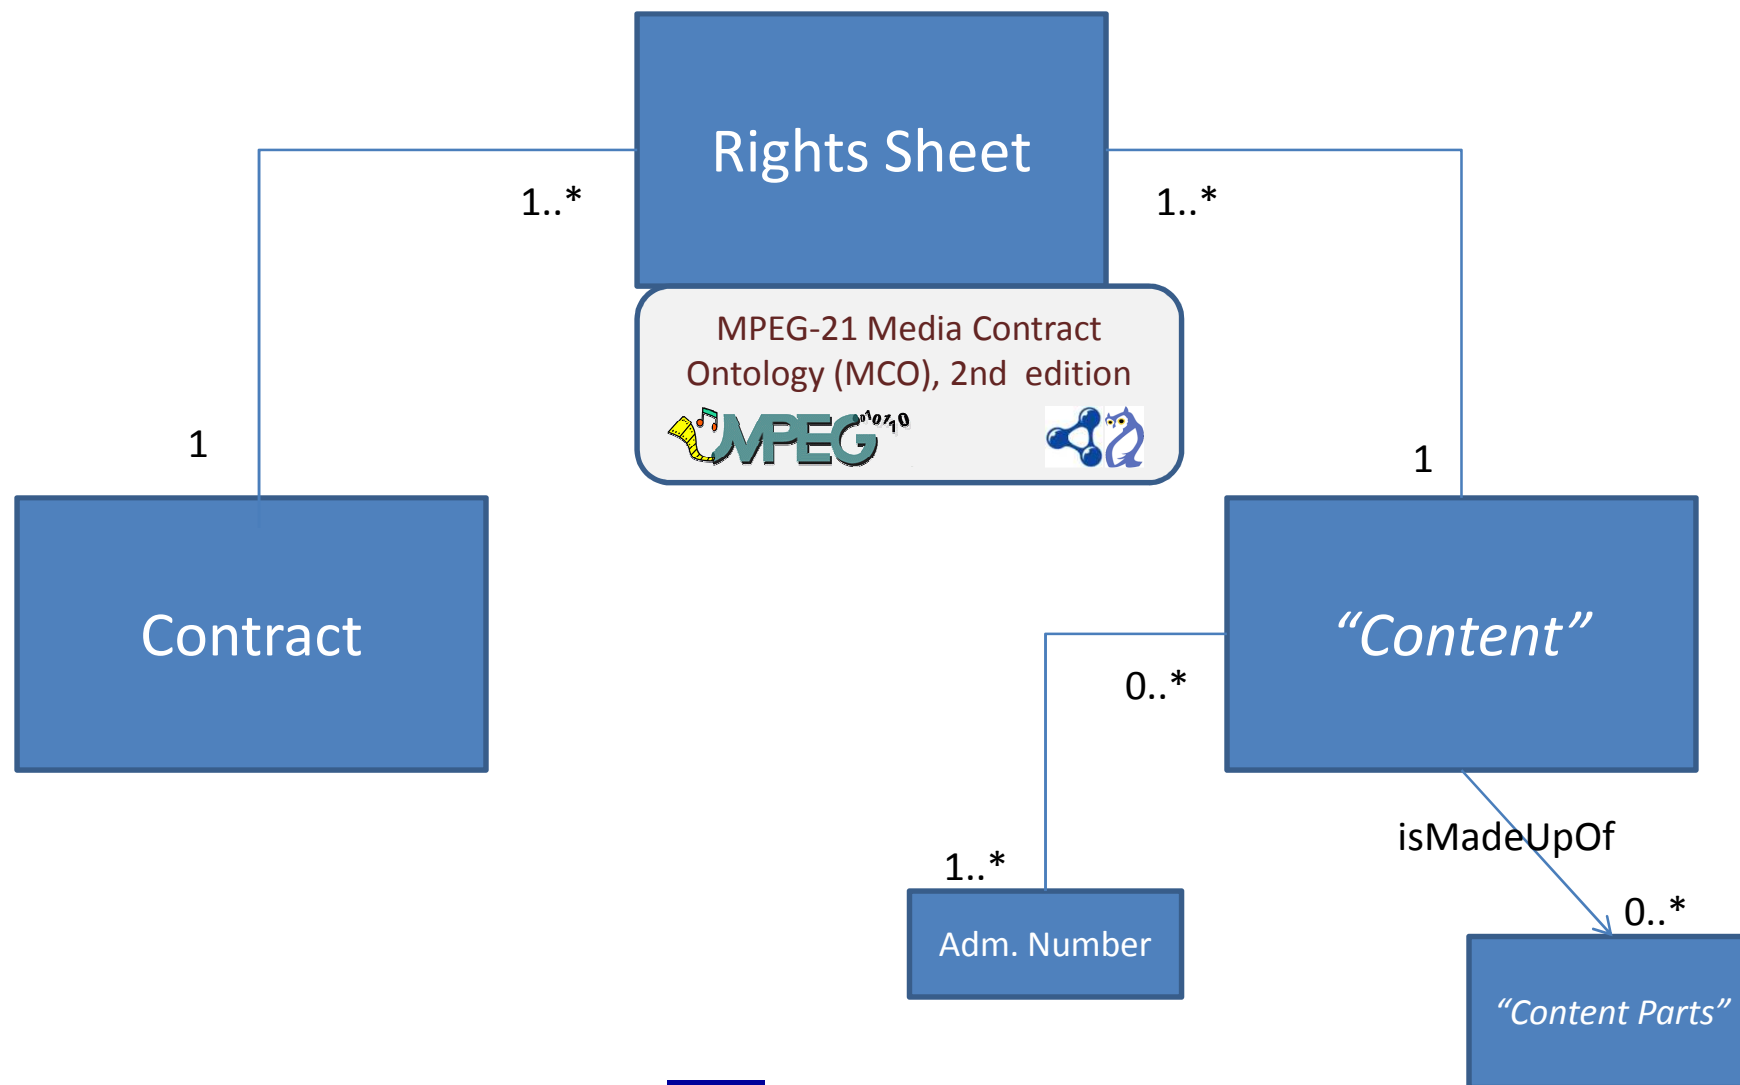 Rights Sheet
1..*
1..*
MPEG-21 Media Contract
Ontology (MCO), 2nd edition
MPEG
010110
1
1
Contract
“Content”
0..*
isMadeUpOf
1..*
0..*
Adm. Number
“Content Parts”